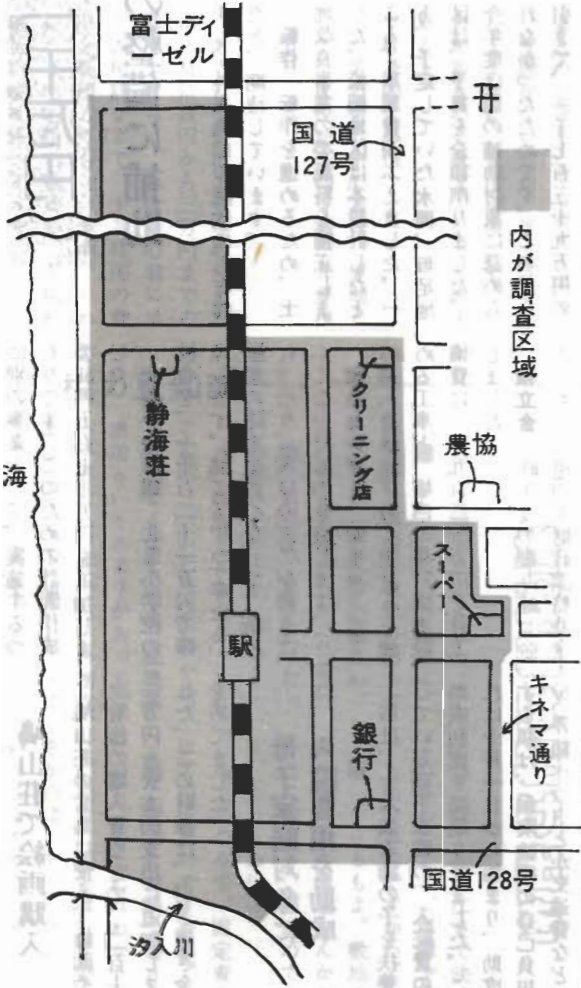 富士ディ
ーゼル
国道
127号
井
内が調査区域
静海荘
クリーニング店
農協
海
スーパー
駅
キネマ通り
銀行
国道128号
汐入川